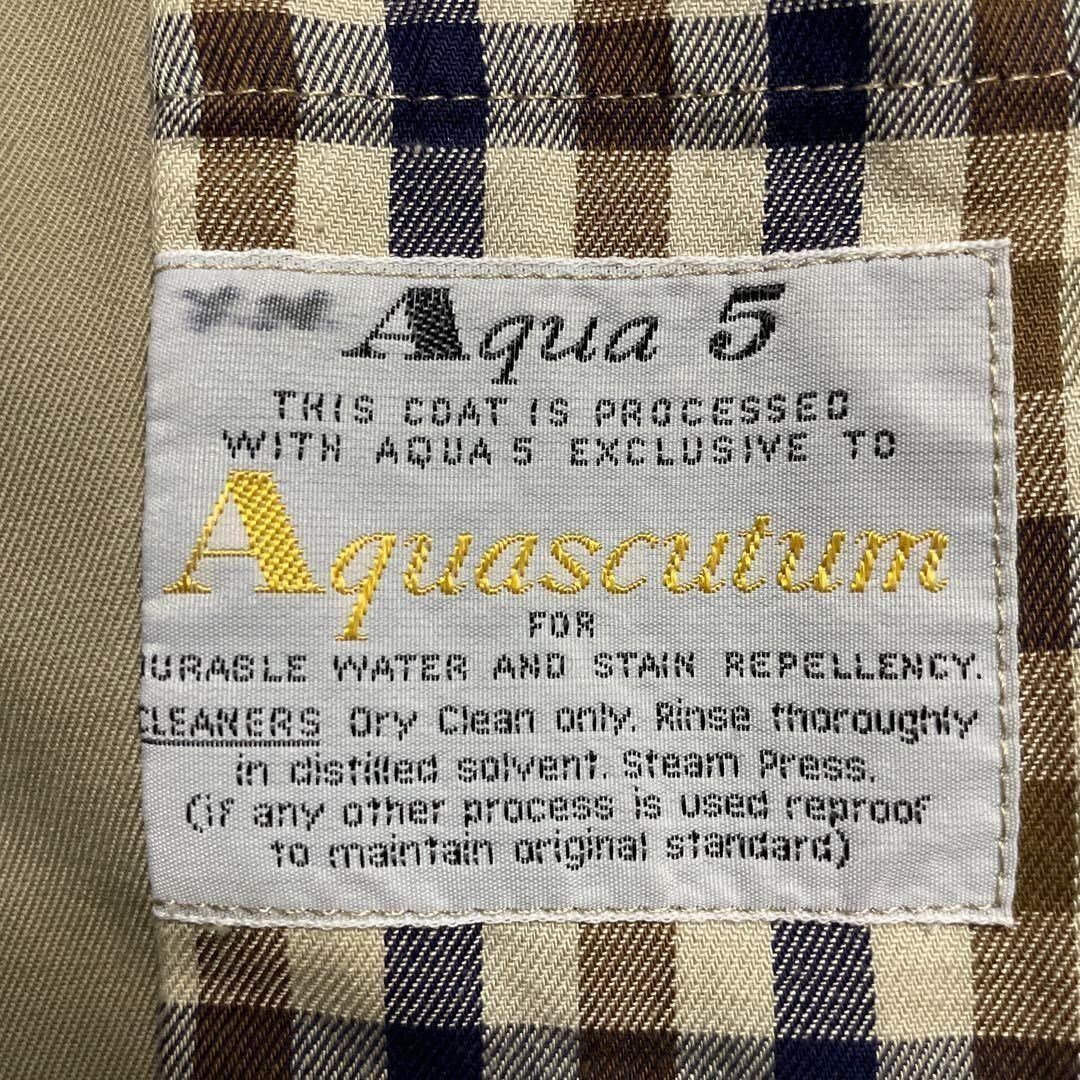 Y.M.
Aqua 5
THIS COAT IS PROCESSED
WITH AQUA 5 EXCLUSIVE TO
Aquascutum
FOR
DURABLE WATER AND STAIN REPELLENCY.
CLEANERS Dry Clean only. Rinse thoroughly
in distilled solvent. Steam Press.
(if any other process is used reproof
to maintain original standard)